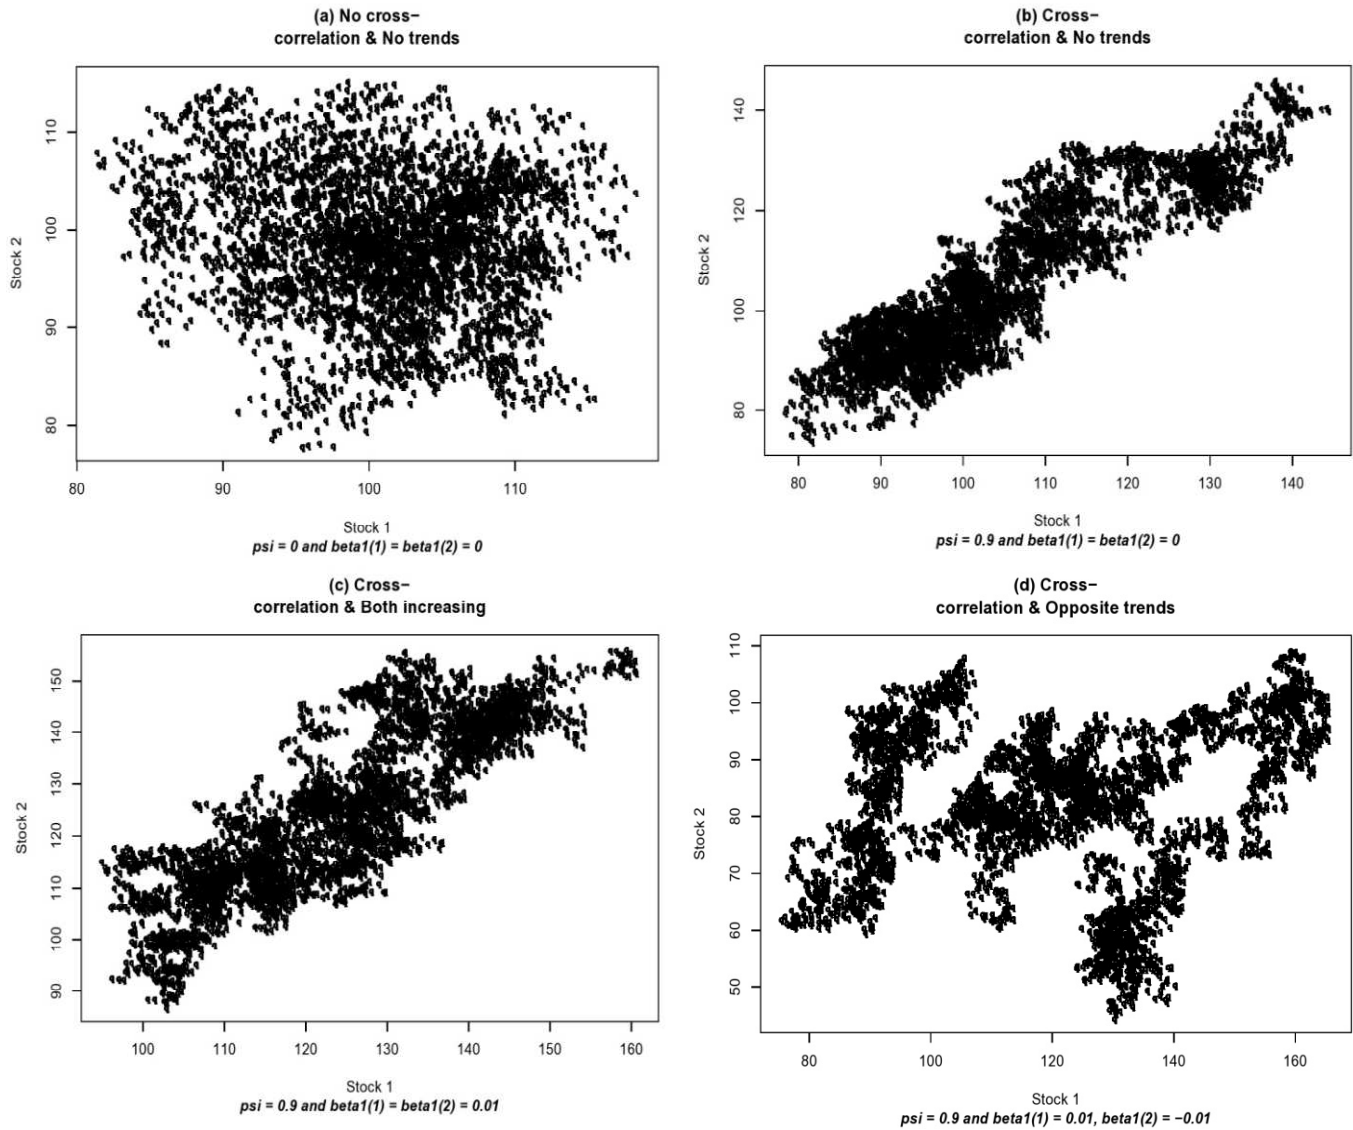 (a) No cross−
correlation & No trends
110
100
90
80
Stock 2
80 90 100 110
Stock 1
psi = 0 and beta1(1) = beta1(2) = 0
(b) Cross−
correlation & No trends
140
120
100
80
Stock 2
80 90 100 110 120 130 140
Stock 1
psi = 0.9 and beta1(1) = beta1(2) = 0
(c) Cross−
correlation & Both increasing
150
140
130
120
110
100
90
Stock 2
100 110 120 130 140 150 160
Stock 1
psi = 0.9 and beta1(1) = beta1(2) = 0.01
(d) Cross−
correlation & Opposite trends
110
100
90
80
70
60
50
Stock 2
80 100 120 140 160
Stock 1
psi = 0.9 and beta1(1) = 0.01, beta1(2) = −0.01